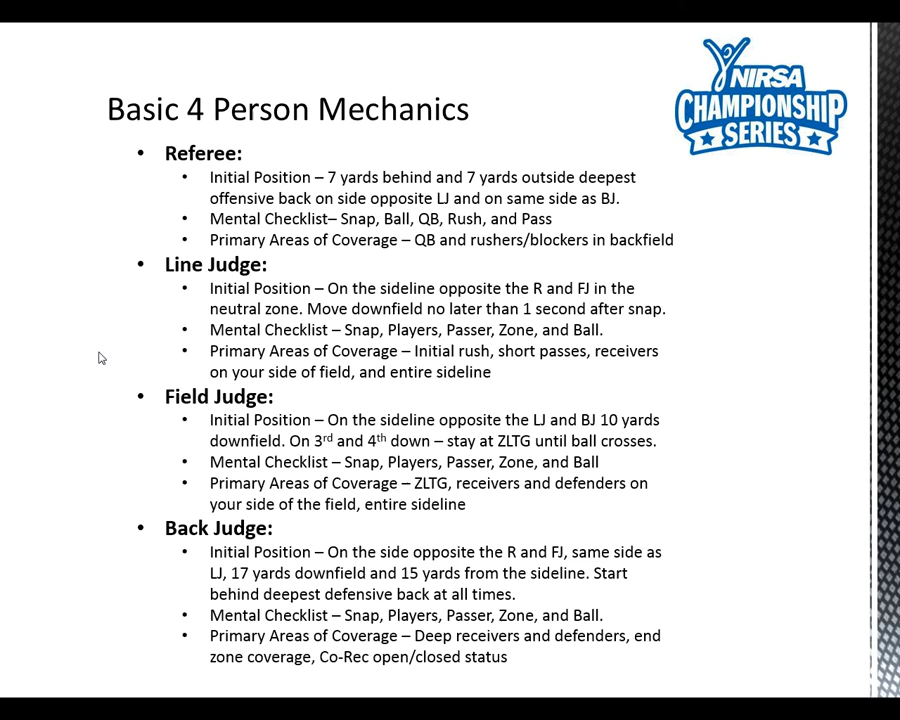 NIRSA
CHAMPIONSHIP
SERIES
Basic 4 Person Mechanics
• Referee:
• Initial Position – 7 yards behind and 7 yards outside deepest
offensive back on side opposite LJ and on same side as BJ.
• Mental Checklist– Snap, Ball, QB, Rush, and Pass
• Primary Areas of Coverage – QB and rushers/blockers in backfield
• Line Judge:
• Initial Position – On the sideline opposite the R and FJ in the
neutral zone. Move downfield no later than 1 second after snap.
• Mental Checklist – Snap, Players, Passer, Zone, and Ball.
• Primary Areas of Coverage – Initial rush, short passes, receivers
on your side of field, and entire sideline
• Field Judge:
• Initial Position – On the sideline opposite the LJ and BJ 10 yards
downfield. On 3rd and 4th down – stay at ZLTG until ball crosses.
• Mental Checklist – Snap, Players, Passer, Zone, and Ball
• Primary Areas of Coverage – ZLTG, receivers and defenders on
your side of the field, entire sideline
• Back Judge:
• Initial Position – On the side opposite the R and FJ, same side as
LJ, 17 yards downfield and 15 yards from the sideline. Start
behind deepest defensive back at all times.
• Mental Checklist – Snap, Players, Passer, Zone, and Ball.
• Primary Areas of Coverage – Deep receivers and defenders, end
zone coverage, Co-Rec open/closed status